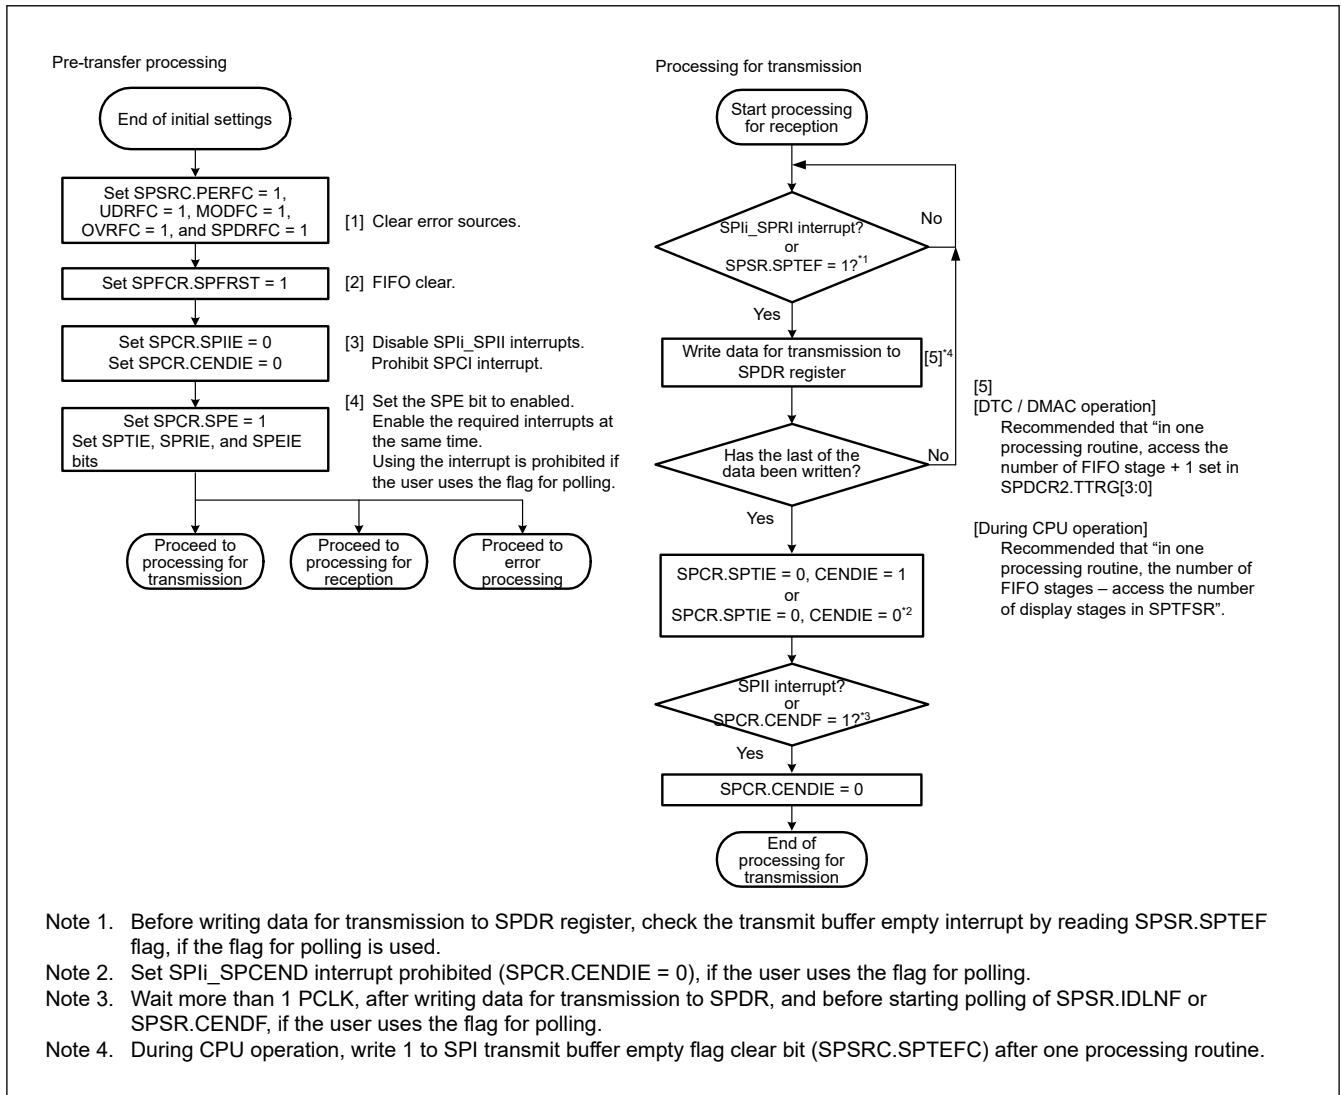 Pre-transfer processing
End of initial settings
Set SPSRC.PERFC = 1,
UDRFC = 1, MODFC = 1,
OVRFC = 1, and SPDRFC = 1
[1] Clear error sources.
Set SPFCR.SPFRST = 1
[2] FIFO clear.
Set SPCR.SPIIE = 0
Set SPCR.CENDIE = 0
[3] Disable SPIi_SPII interrupts.
Prohibit SPCI interrupt.
Set SPCR.SPE = 1
Set SPTIE, SPRIE, and SPEIE
bits
[4] Set the SPE bit to enabled.
Enable the required interrupts at
the same time.
Using the interrupt is prohibited if
the user uses the flag for polling.
Proceed to
processing for
transmission
Proceed to
processing for
reception
Proceed to
error
processing
Processing for transmission
Start processing
for reception
SPIi_SPRI interrupt?
or
SPSR.SPTEF = 1?*1
No
Yes
Write data for transmission to
SPDR register
[5]*4
Has the last of the
data been written?
No
Yes
SPCR.SPTIE = 0, CENDIE = 1
or
SPCR.SPTIE = 0, CENDIE = 0*2
SPII interrupt?
or
SPCR.CENDF = 1?*3
Yes
SPCR.CENDIE = 0
End of
processing for
transmission
[5]
[DTC / DMAC operation]
Recommended that “in one
processing routine, access the
number of FIFO stage + 1 set in
SPDCR2.TTRG[3:0]
[During CPU operation]
Recommended that “in one
processing routine, the number of
FIFO stages – access the number
of display stages in SPTFSR”.
Note 1. Before writing data for transmission to SPDR register, check the transmit buffer empty interrupt by reading SPSR.SPTEF
flag, if the flag for polling is used.
Note 2. Set SPIi_SPCEND interrupt prohibited (SPCR.CENDIE = 0), if the user uses the flag for polling.
Note 3. Wait more than 1 PCLK, after writing data for transmission to SPDR, and before starting polling of SPSR.IDLNF or
SPSR.CENDF, if the user uses the flag for polling.
Note 4. During CPU operation, write 1 to SPI transmit buffer empty flag clear bit (SPSRC.SPTEFC) after one processing routine.